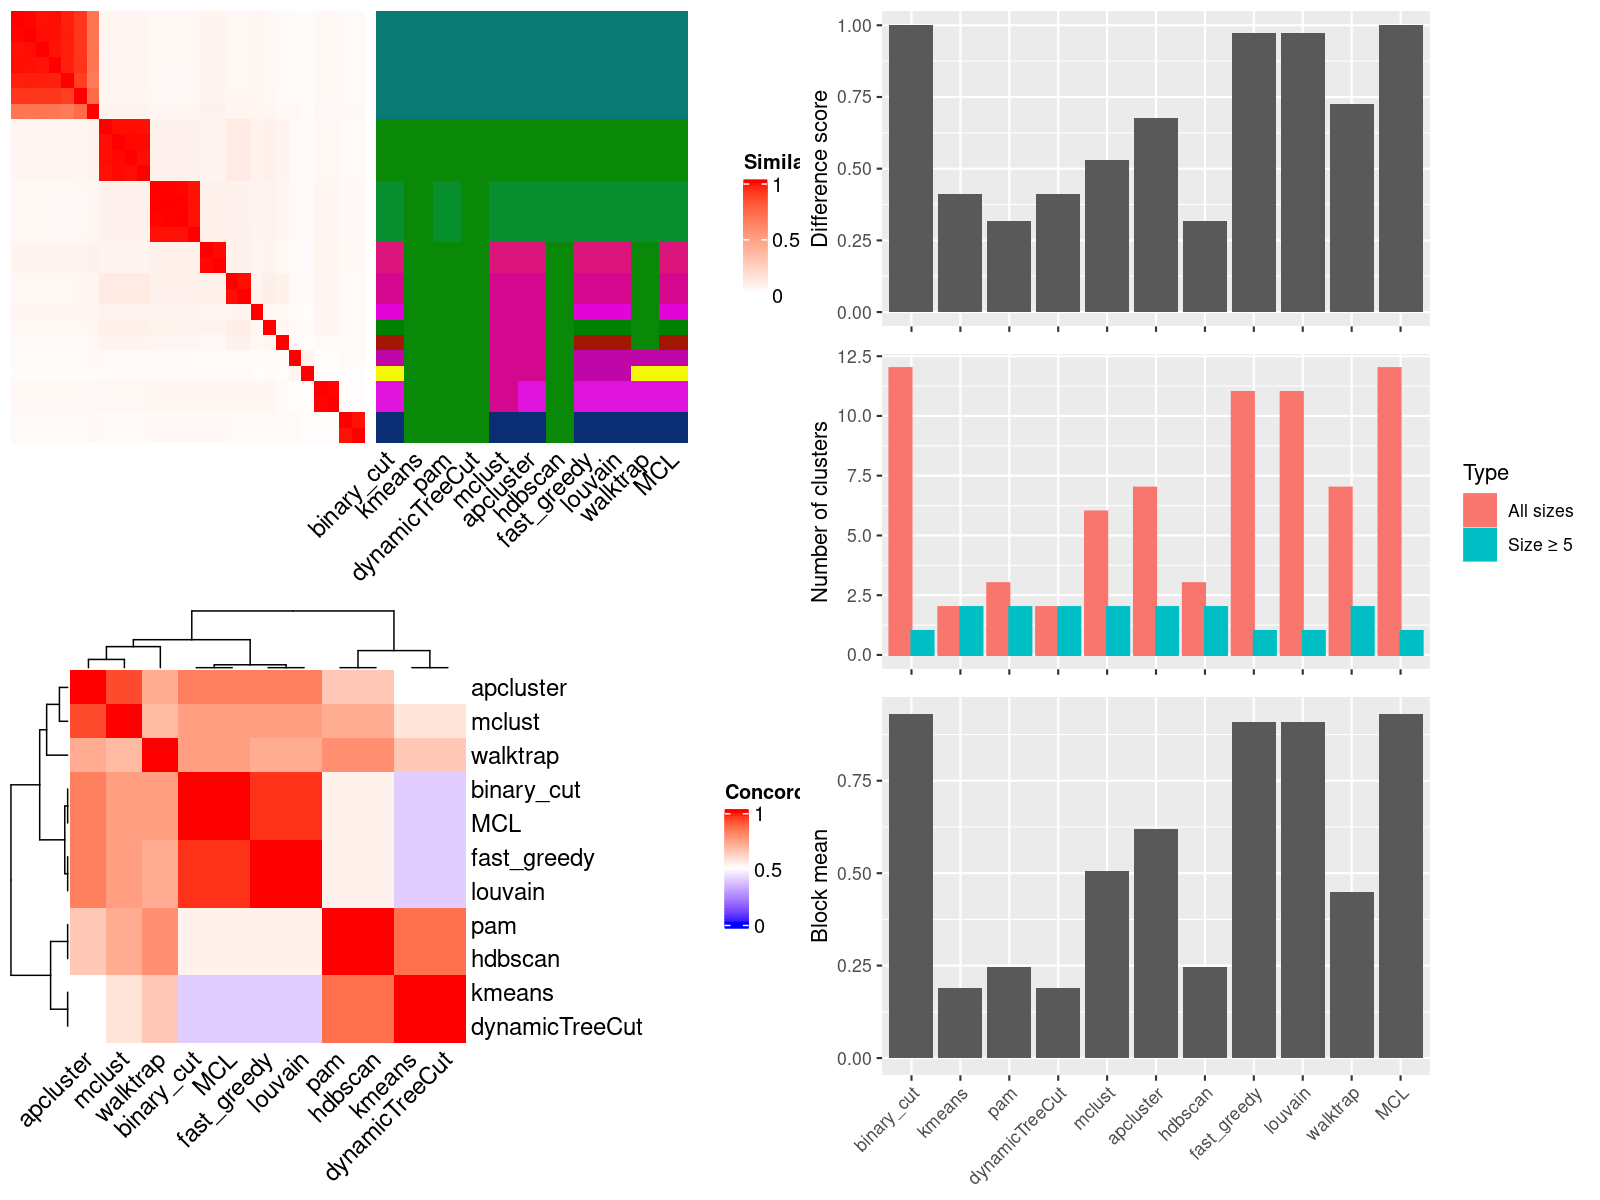 Simila
1
0.5
0
binary_cut
kmeans
pam
dynamicTreeCut
mclust
apcluster
hdbscan
fast_greedy
louvain
walktrap
MCL
apcluster
mclust
walktrap
binary_cut
MCL
fast_greedy
louvain
pam
hdbscan
kmeans
dynamicTreeCut
Concord
1
0.5
0
apcluster
mclust
walktrap
binary_cut
MCL
fast_greedy
louvain
pam
hdbscan
kmeans
dynamicTreeCut
Difference score
1.00
0.75
0.50
0.25
0.00
Number of clusters
12.5
10.0
7.5
5.0
2.5
0.0
Type
All sizes
Size ≥ 5
Block mean
0.75
0.50
0.25
0.00
binary_cut
kmeans
pam
dynamicTreeCut
mclust
apcluster
hdbscan
fast_greedy
louvain
walktrap
MCL